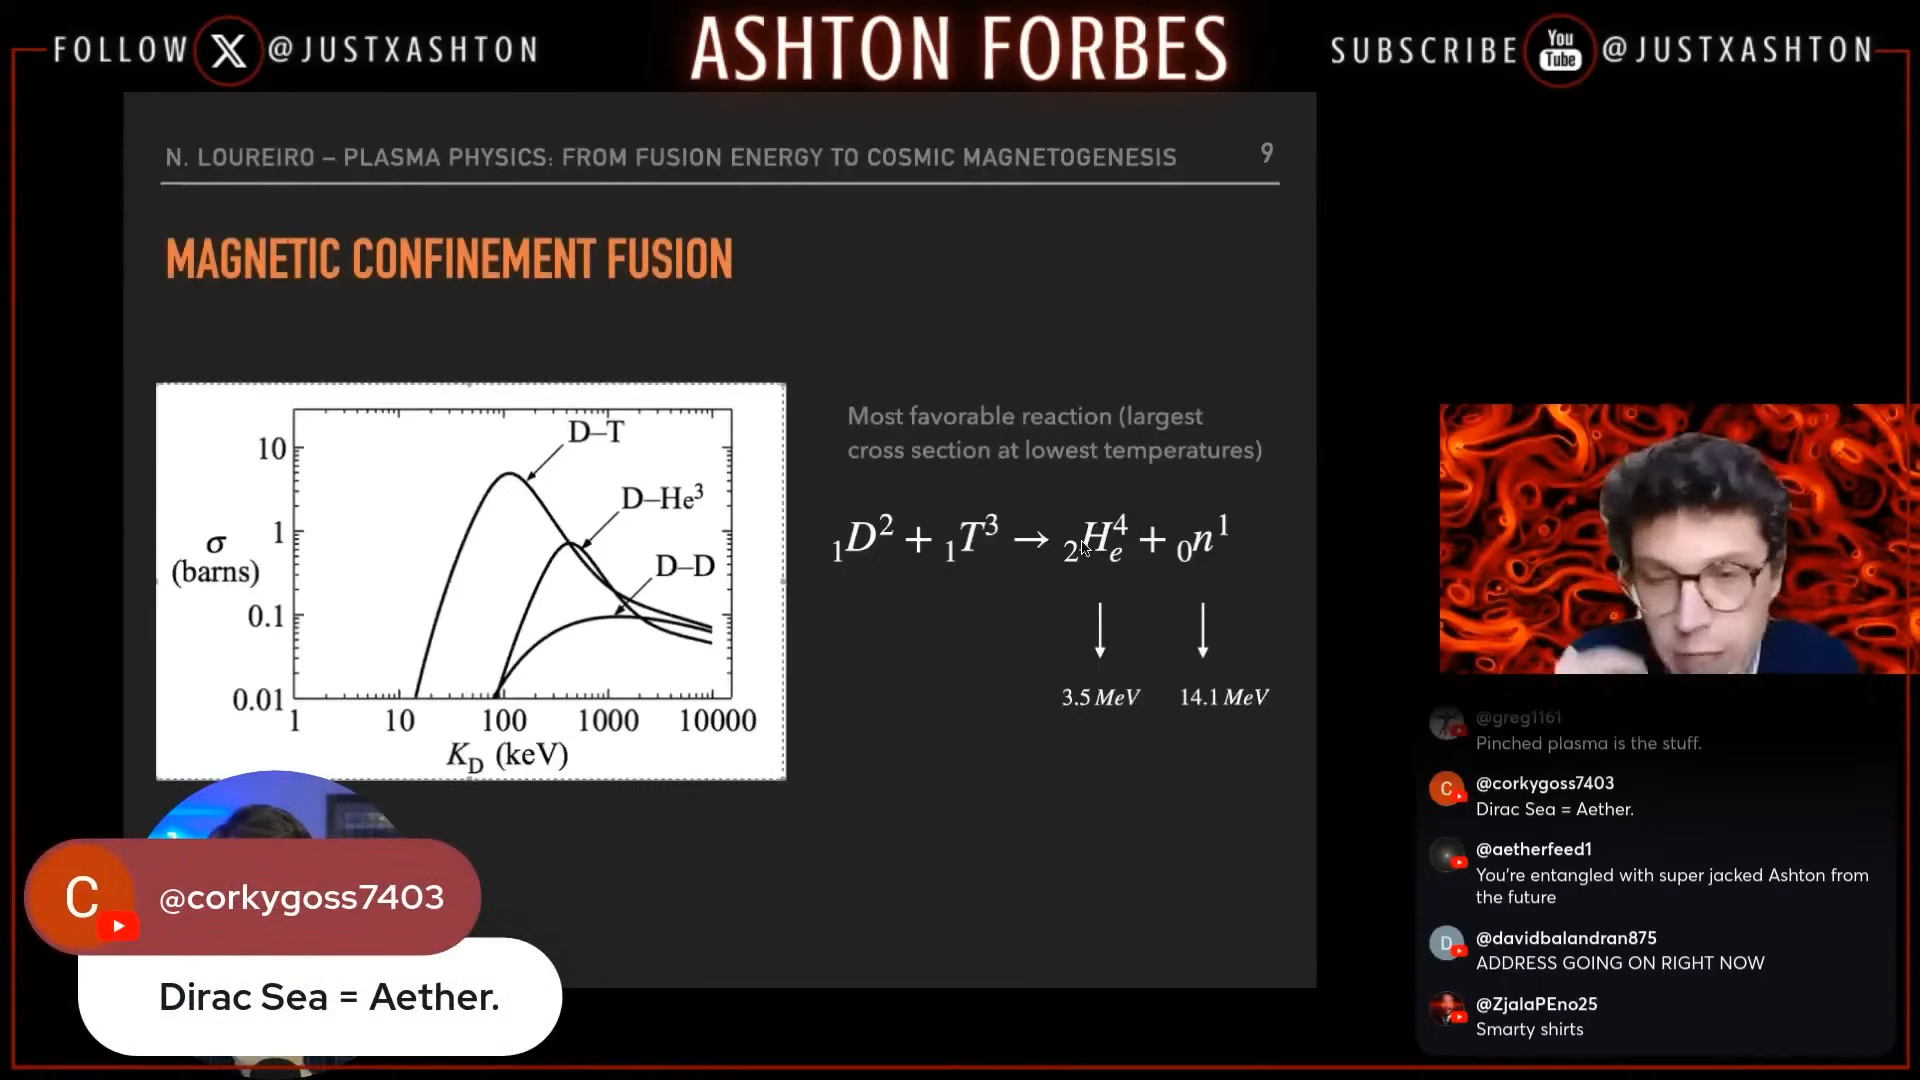 FOLLOW X @JUSTXASHTON
ASHTON FORBES
SUBSCRIBE You Tube @JUSTXASHTON
N. LOUREIRO – PLASMA PHYSICS: FROM FUSION ENERGY TO COSMIC MAGNETOGENESIS 9
MAGNETIC CONFINEMENT FUSION
σ
(barns)
10
1
0.1
0.01
D–T
D–He³
D–D
1 10 100 1000 10000
K_D (keV)
Most favorable reaction (largest
cross section at lowest temperatures)
₁D² + ₁T³ → ₂Hₑ⁴ + ₀n¹
3.5 MeV 14.1 MeV
@greg1161
Pinched plasma is the stuff.
C
@corkygoss7403
Dirac Sea = Aether.
@aetherfeed1
You're entangled with super jacked Ashton from
the future
D
@davidbalandran875
ADDRESS GOING ON RIGHT NOW
@ZjalaPEno25
Smarty shirts
C
@corkygoss7403
Dirac Sea = Aether.